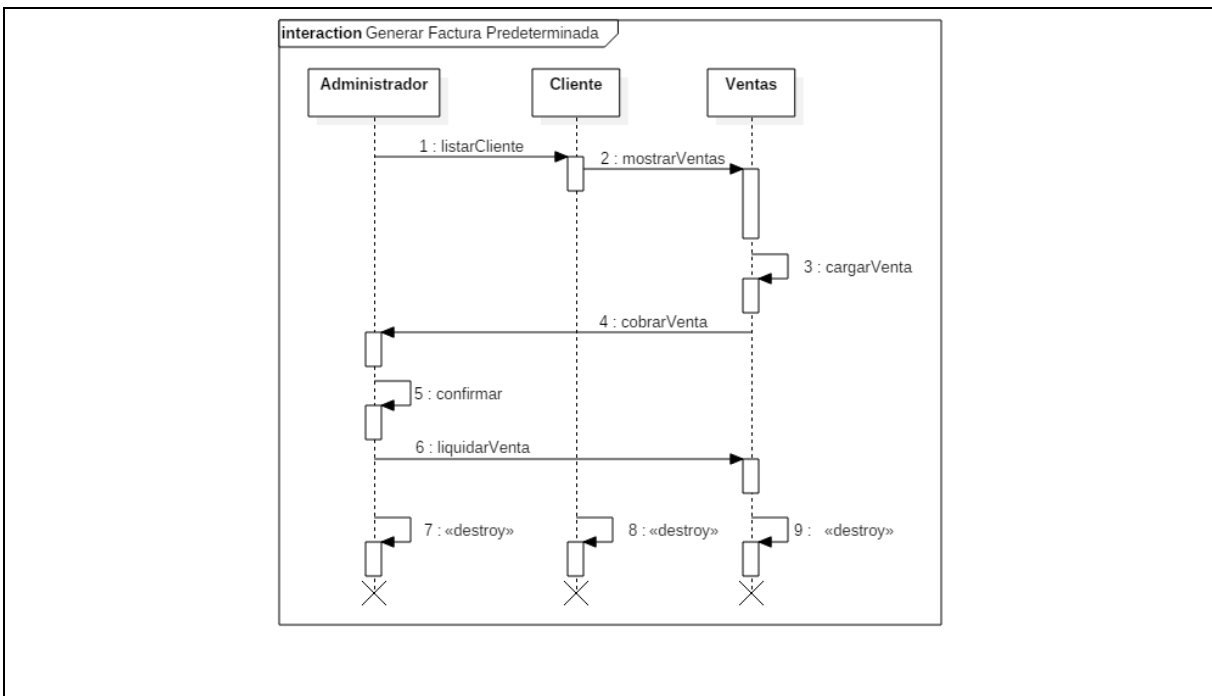 interaction Generar Factura Predeterminada
Administrador
Cliente
Ventas
1 : listarCliente
2 : mostrarVentas
3 : cargarVenta
4 : cobrarVenta
5 : confirmar
6 : liquidarVenta
7 : «destroy»
8 : «destroy»
9 : «destroy»